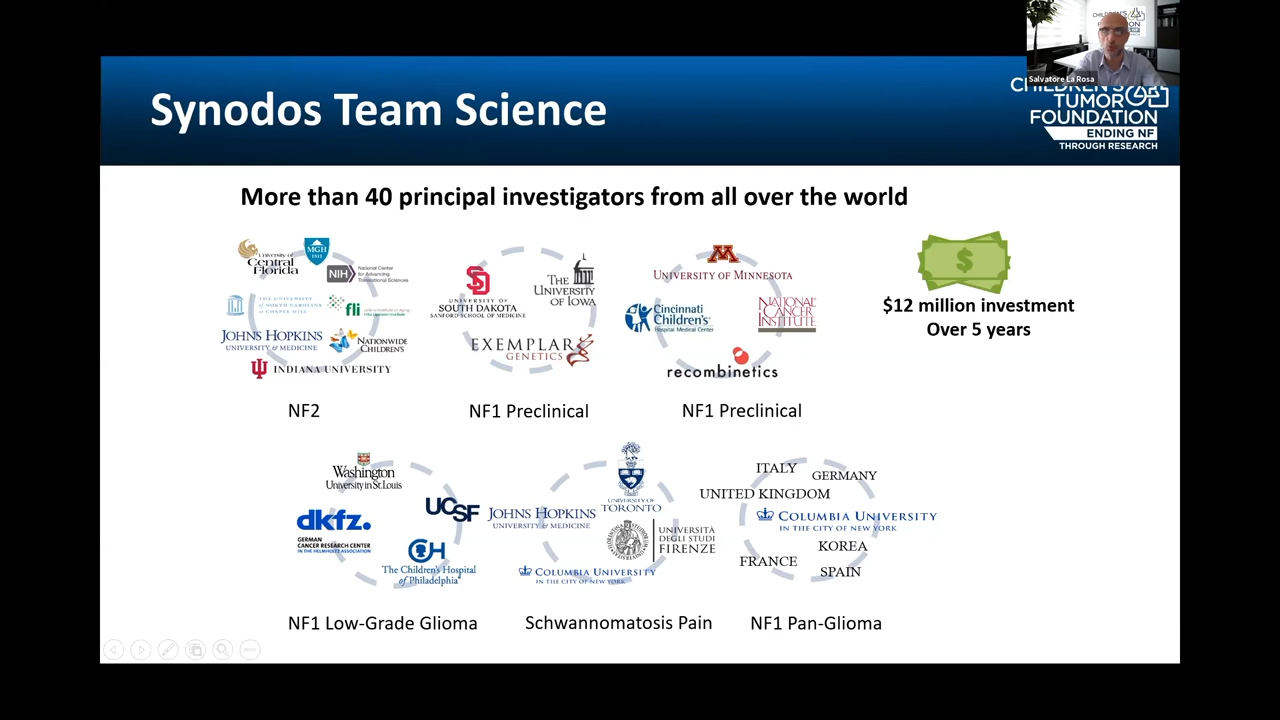 Salvatore La Rosa
CHILDREN'S
TUMOR
FOUNDATION
ENDING NF
THROUGH RESEARCH
Synodos Team Science
More than 40 principal investigators from all over the world
University of
Central
Florida
MGH
1811
NIH
National Center
for Advancing
Translational Sciences
THE UNIVERSITY
OF NORTH CAROLINA
AT CHAPEL HILL
fli
JOHNS HOPKINS
UNIVERSITY & MEDICINE
NATIONWIDE
CHILDREN'S
INDIANA UNIVERSITY
NF2
SD
UNIVERSITY OF
SOUTH DAKOTA
SANFORD SCHOOL OF MEDICINE
THE
UNIVERSITY
OF IOWA
EXEMPLAR
GENETICS
NF1 Preclinical
M
UNIVERSITY OF MINNESOTA
Cincinnati
Children's
Hospital Medical Center
NATIONAL
CANCER
INSTITUTE
recombinetics
NF1 Preclinical
$
$12 million investment
Over 5 years
Washington
University in St. Louis
UCSF
dkfz.
GERMAN
CANCER RESEARCH CENTER
IN THE HELMHOLTZ ASSOCIATION
CH
The Children's Hospital
of Philadelphia
NF1 Low-Grade Glioma
UNIVERSITY OF
TORONTO
JOHNS HOPKINS
UNIVERSITY & MEDICINE
UNIVERSITÀ
DEGLI STUDI
FIRENZE
COLUMBIA UNIVERSITY
IN THE CITY OF NEW YORK
Schwannomatosis Pain
ITALY
GERMANY
UNITED KINGDOM
COLUMBIA UNIVERSITY
IN THE CITY OF NEW YORK
KOREA
FRANCE
SPAIN
NF1 Pan-Glioma